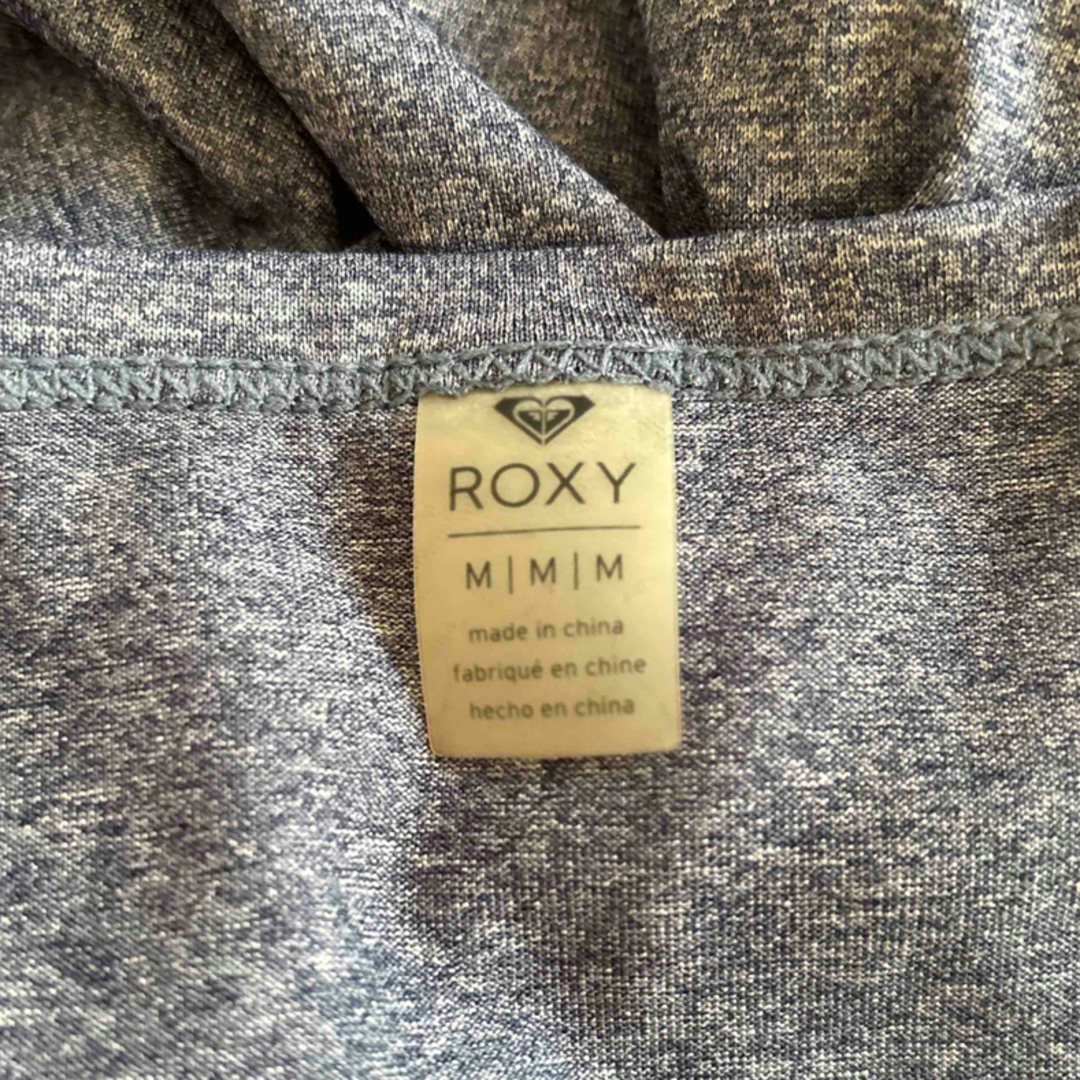 ROXY
M | M | M
made in china
fabriqué en chine
hecho en china